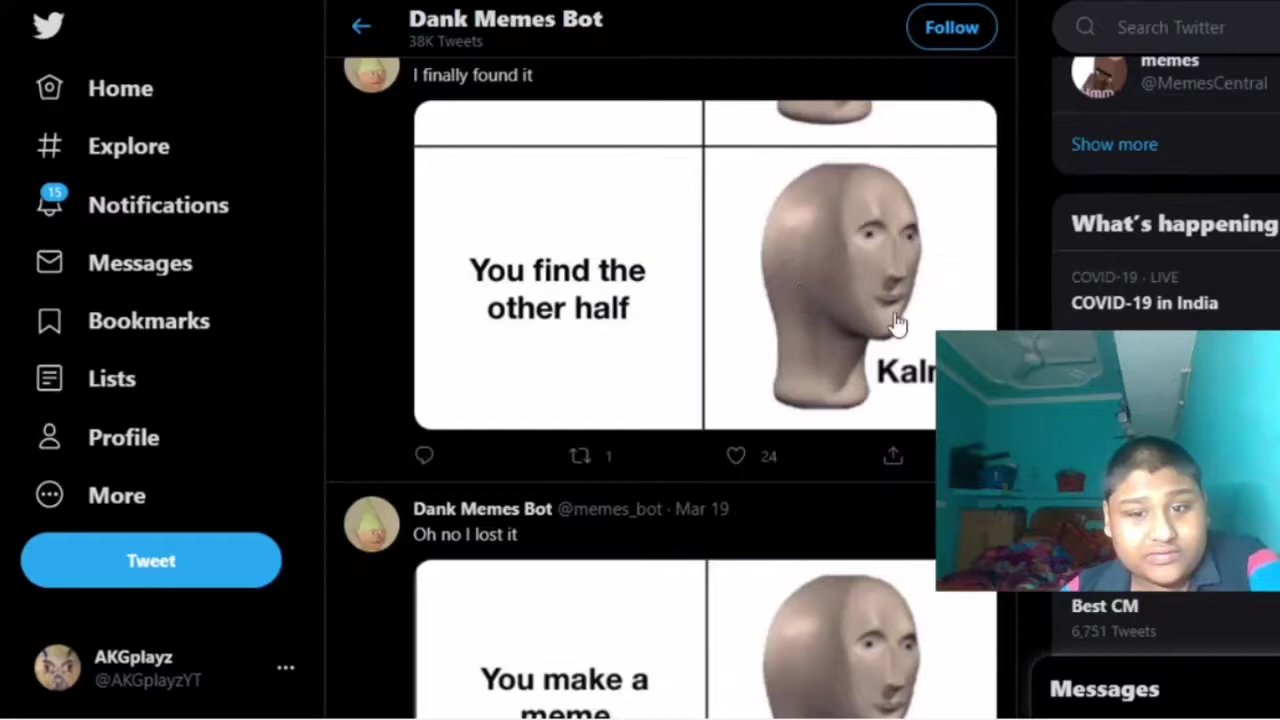 Home
Explore
15
Notifications
Messages
Bookmarks
Lists
Profile
More
Tweet
AKGplayz
@AKGplayzYT
Dank Memes Bot
38K Tweets
Follow
I finally found it
You find the
other half
Kalm
1
24
Dank Memes Bot @memes_bot · Mar 19
Oh no I lost it
You make a
meme
Search Twitter
memes
@MemesCentral
Show more
What's happening
COVID-19 · LIVE
COVID-19 in India
Best CM
6,751 Tweets
Messages